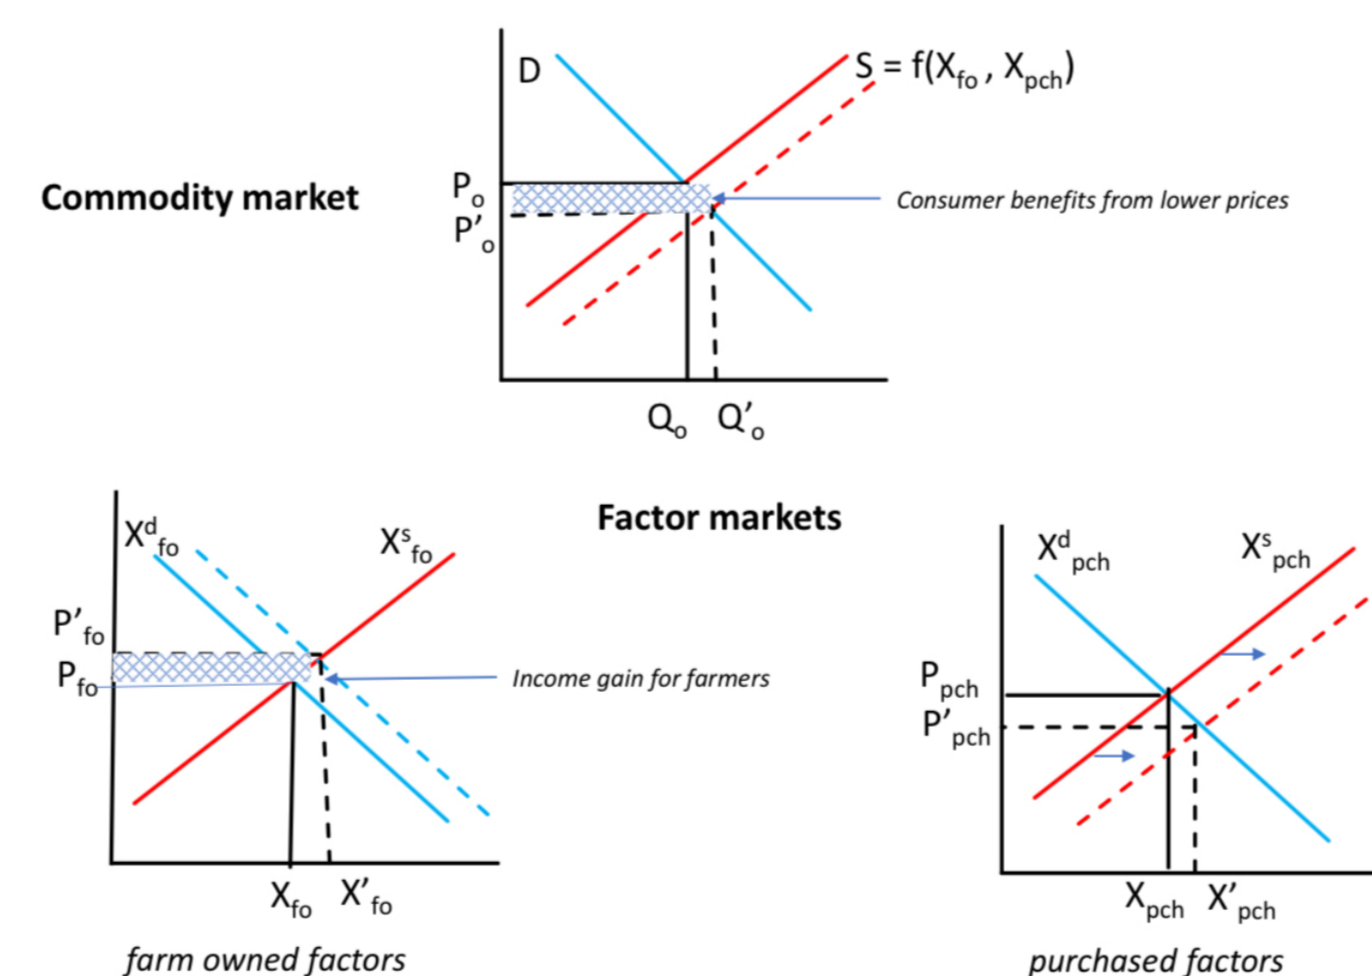 D
S = f(Xfo , Xpch)
Commodity market
Po
P′o
Consumer benefits from lower prices
Qo Q′o
Factor markets
Xdfo
Xsfo
P′fo
Pfo
Income gain for farmers
Xfo X′fo
farm owned factors
Xdpch
Xspch
Ppch
P′pch
Xpch X′pch
purchased factors